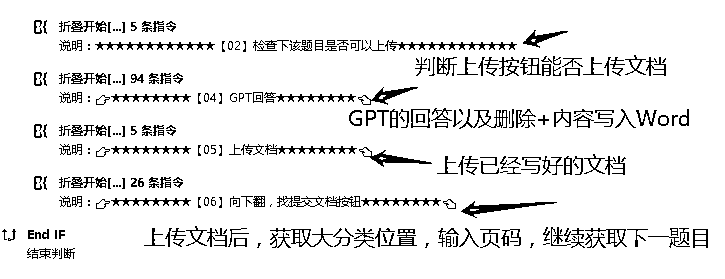 折叠开始[...] 5 条指令
说明：★★★★★★★★★★★★【02】检查下该题目是否可以上传★★★★★★★★★★★★
判断上传按钮能否上传文档
折叠开始[...] 94 条指令
说明：👉★★★★★★★★【04】GPT回答★★★★★★★★👈
GPT的回答以及删除+内容写入Word
折叠开始[...] 5 条指令
说明：👉★★★★★★★★【05】上传文档★★★★★★★★👈
上传已经写好的文档
折叠开始[...] 26 条指令
说明：👉★★★★★★★★【06】向下翻，找提交文档按钮★★★★★★★★👈
End IF
上传文档后，获取大分类位置，输入页码，继续获取下一题目
结束判断